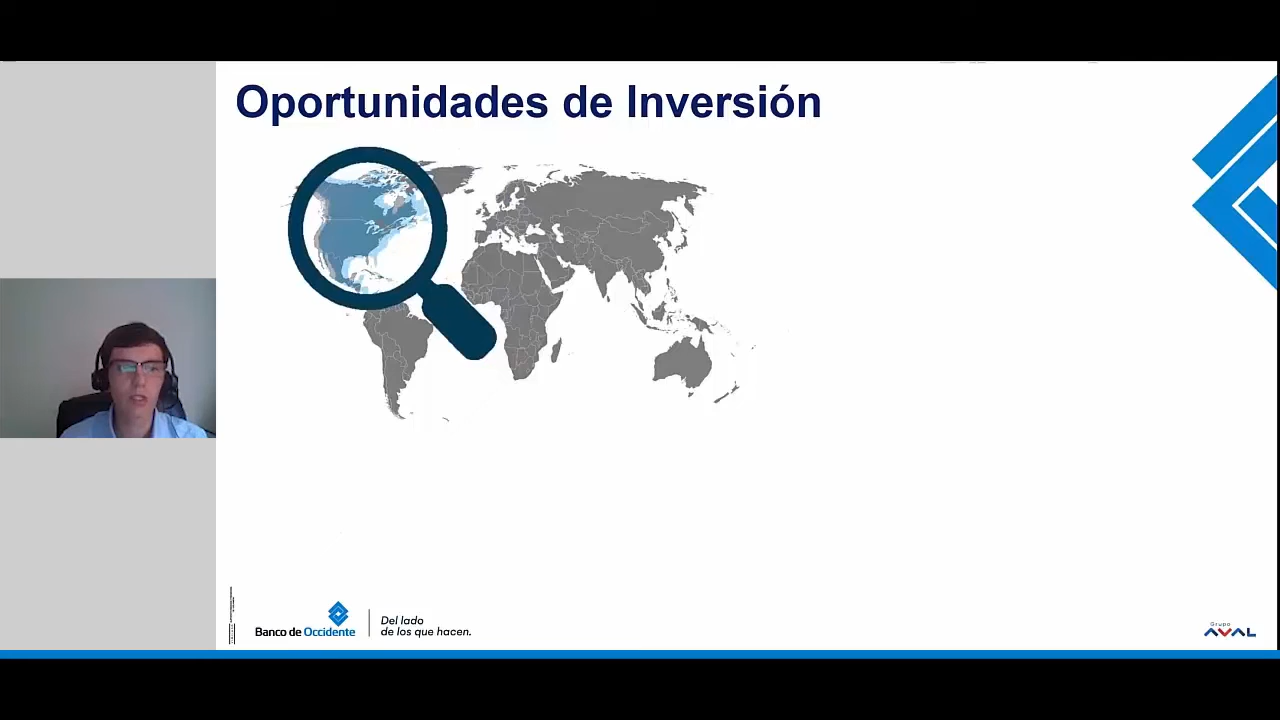 Oportunidades de Inversión
Banco de Occidente
Del lado
de los que hacen.
Grupo
AVAL